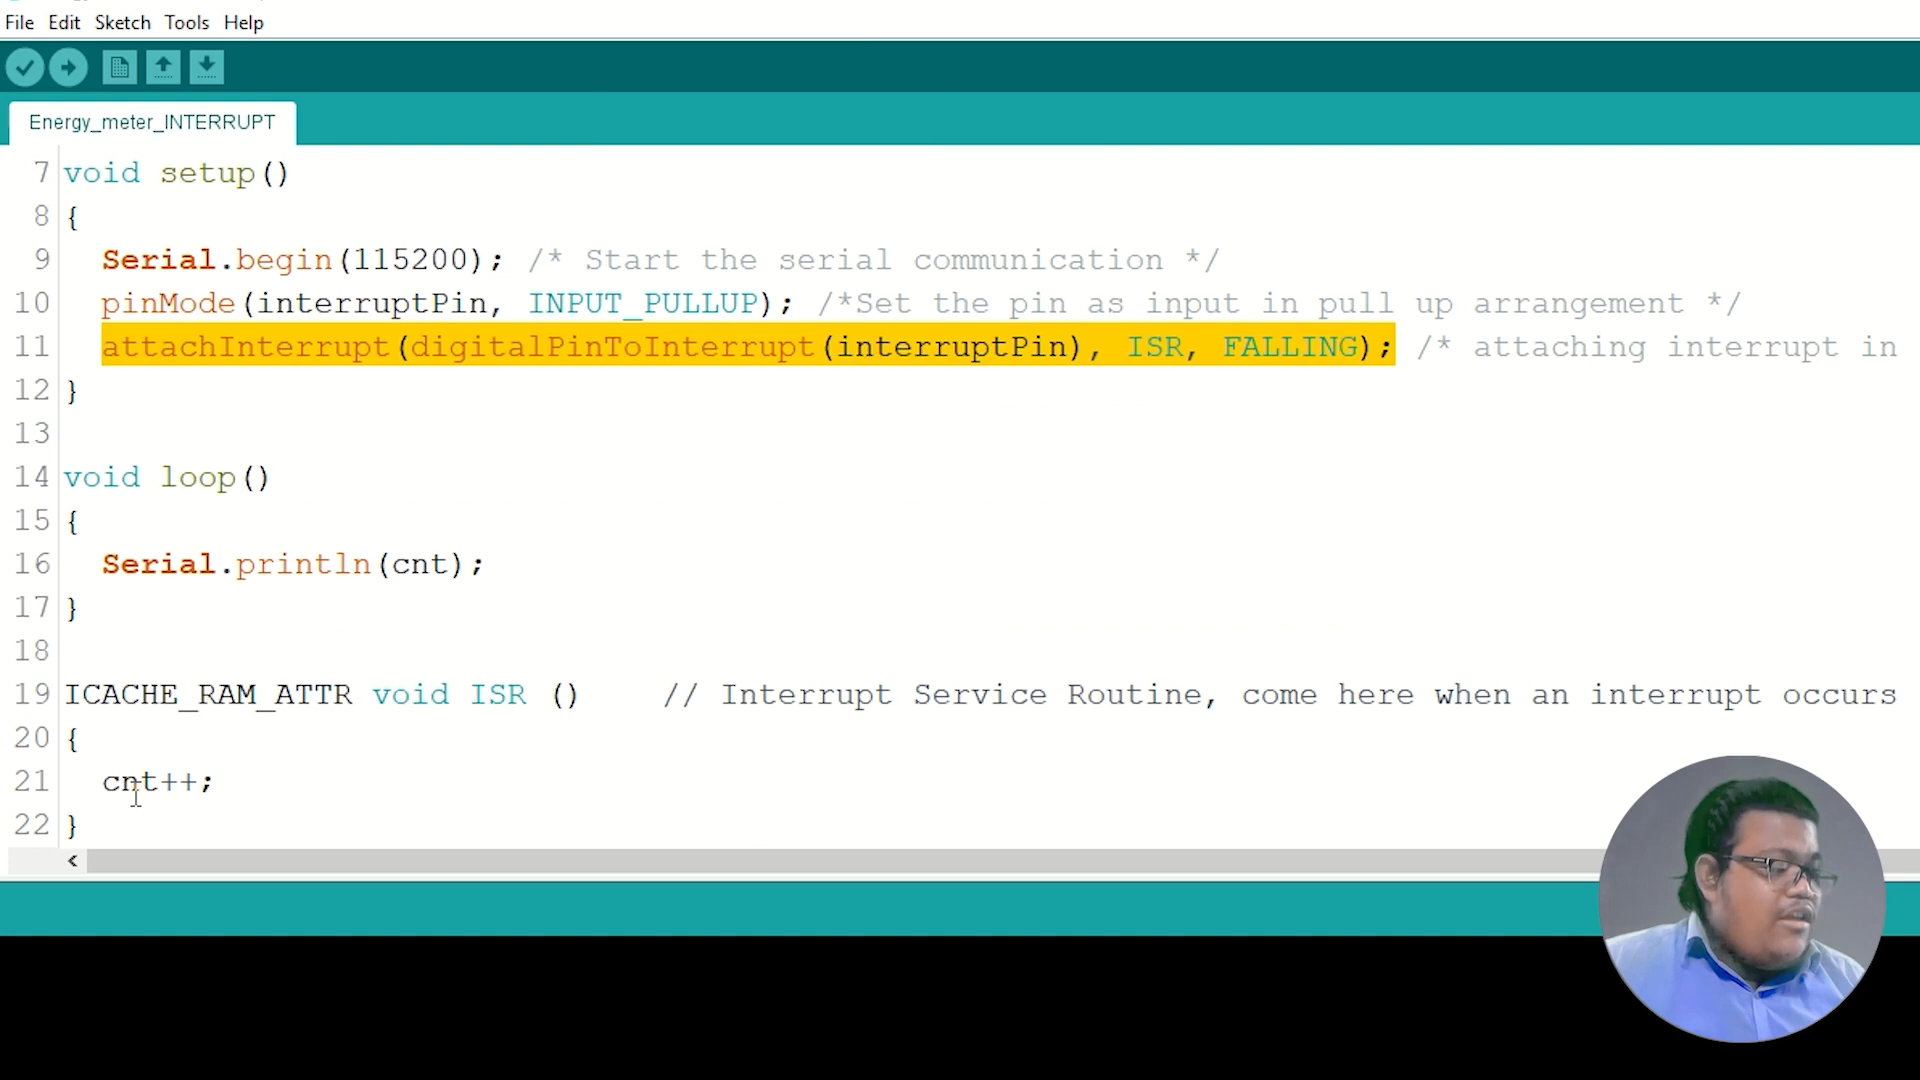 File Edit Sketch Tools Help
Energy_meter_INTERRUPT
7 void setup()
8 {
9 Serial.begin(115200); /* Start the serial communication */
10 pinMode(interruptPin, INPUT_PULLUP); /*Set the pin as input in pull up arrangement */
11 attachInterrupt(digitalPinToInterrupt(interruptPin), ISR, FALLING); /* attaching interrupt in
12 }
13
14 void loop()
15 {
16 Serial.println(cnt);
17 }
18
19 ICACHE_RAM_ATTR void ISR () // Interrupt Service Routine, come here when an interrupt occurs
20 {
21 cnt++;
22 }